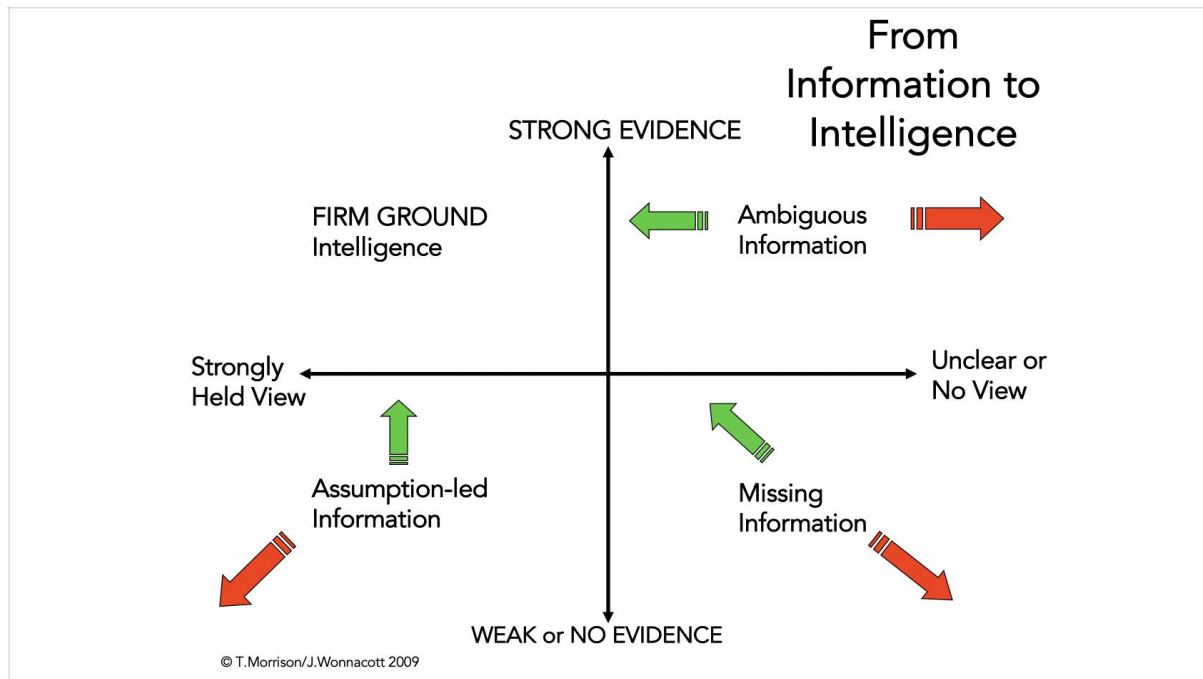 From
Information to
Intelligence
STRONG EVIDENCE
FIRM GROUND
Intelligence
Ambiguous
Information
Strongly
Held View
Unclear or
No View
Assumption-led
Information
Missing
Information
WEAK or NO EVIDENCE
© T.Morrison/J.Wonnacott 2009